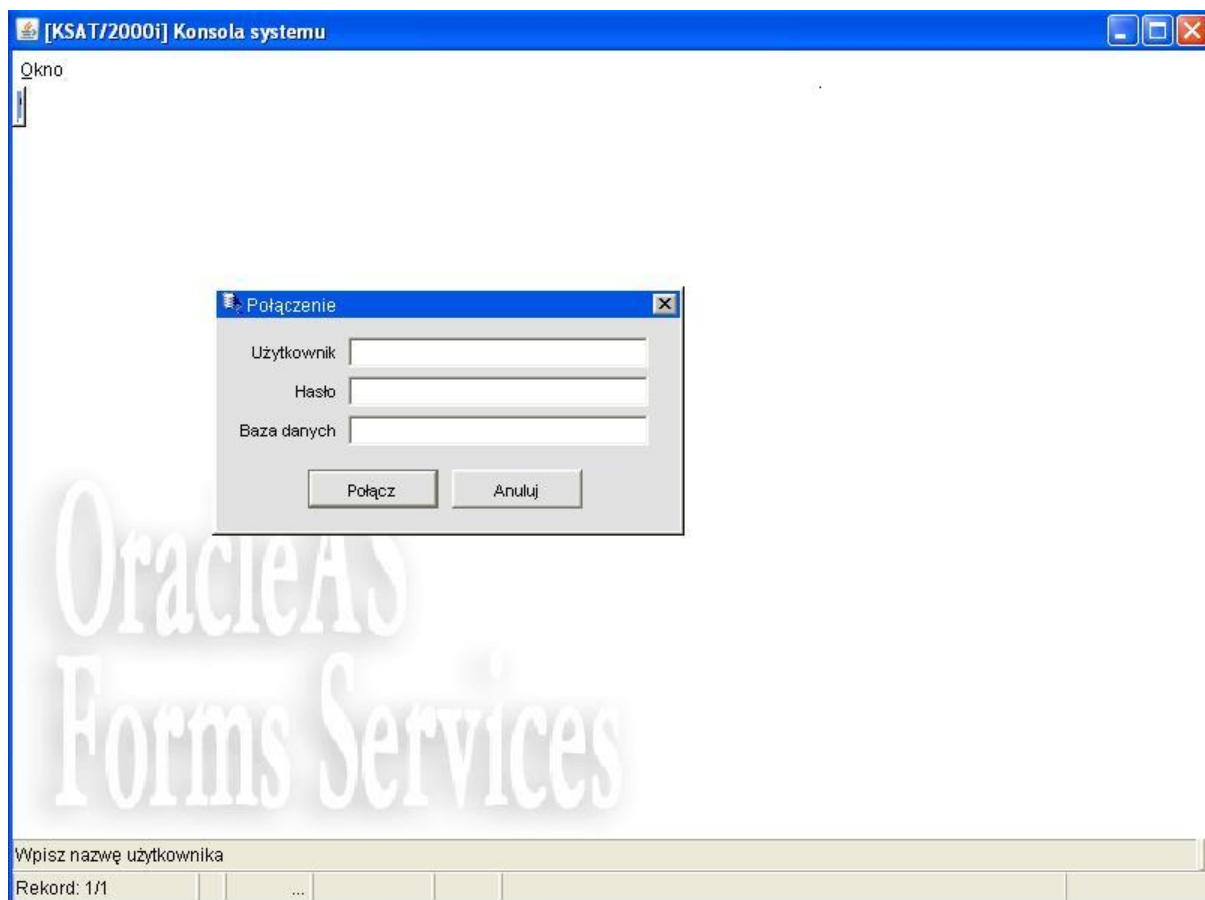 [KSAT/2000i] Konsola systemu
Okno
Połączenie
Użytkownik
Hasło
Baza danych
Połącz Anuluj
OracleAS
Forms Services
Wpisz nazwę użytkownika
Rekord: 1/1 ...